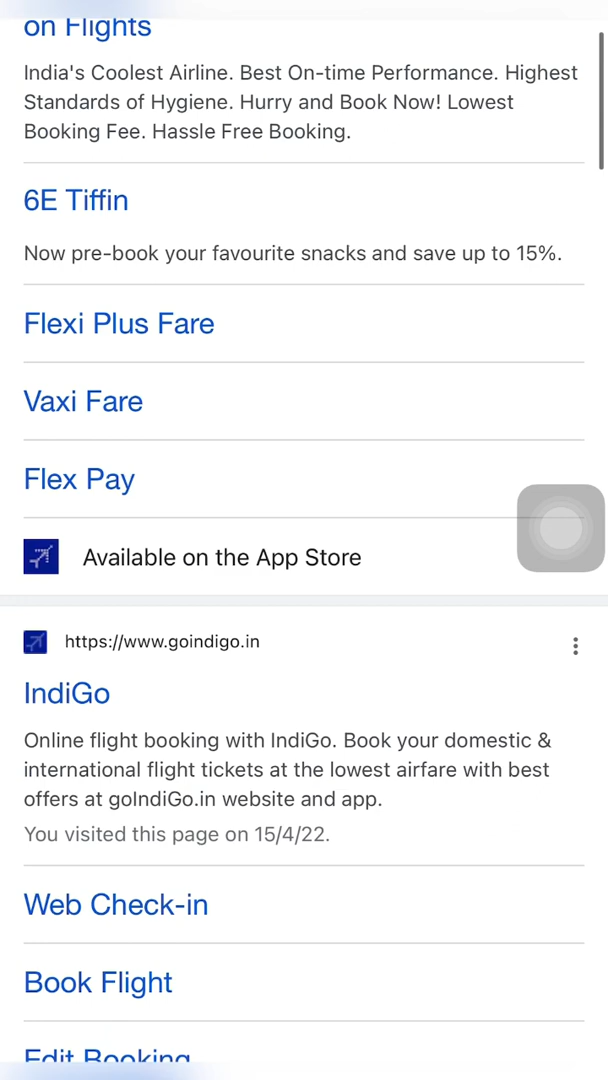 on Flights
India's Coolest Airline. Best On-time Performance. Highest
Standards of Hygiene. Hurry and Book Now! Lowest
Booking Fee. Hassle Free Booking.
6E Tiffin
Now pre-book your favourite snacks and save up to 15%.
Flexi Plus Fare
Vaxi Fare
Flex Pay
Available on the App Store
https://www.goindigo.in
IndiGo
Online flight booking with IndiGo. Book your domestic &
international flight tickets at the lowest airfare with best
offers at goIndiGo.in website and app.
You visited this page on 15/4/22.
Web Check-in
Book Flight
Edit Booking